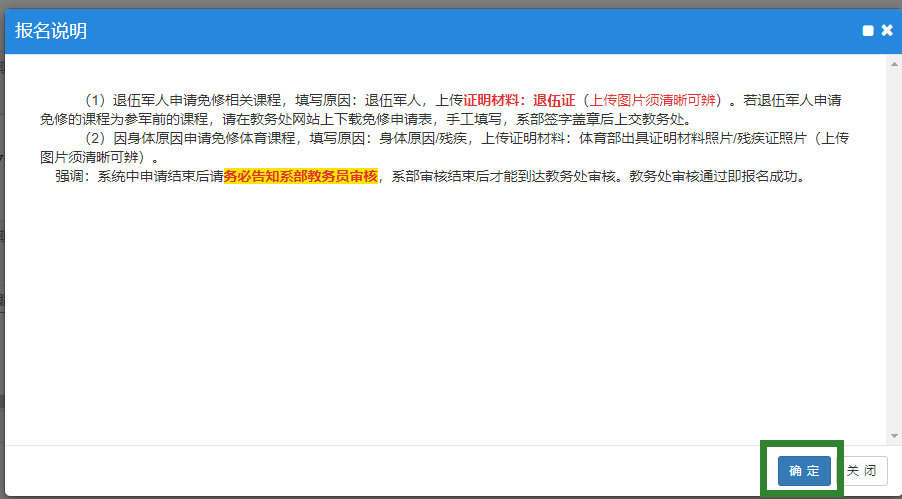 报名说明
（1）退伍军人申请免修相关课程，填写原因：退伍军人，上传证明材料：退伍证（上传图片须清晰可辨）。若退伍军人申请
免修的课程为参军前的课程，请在教务处网站上下载免修申请表，手工填写，系部签字盖章后上交教务处。
（2）因身体原因申请免修体育课程，填写原因：身体原因/残疾，上传证明材料：体育部出具证明材料照片/残疾证照片（上传
图片须清晰可辨）。
强调：系统中申请结束后请务必告知系部教务员审核，系部审核结束后才能到达教务处审核。教务处审核通过即报名成功。
确 定
关 闭